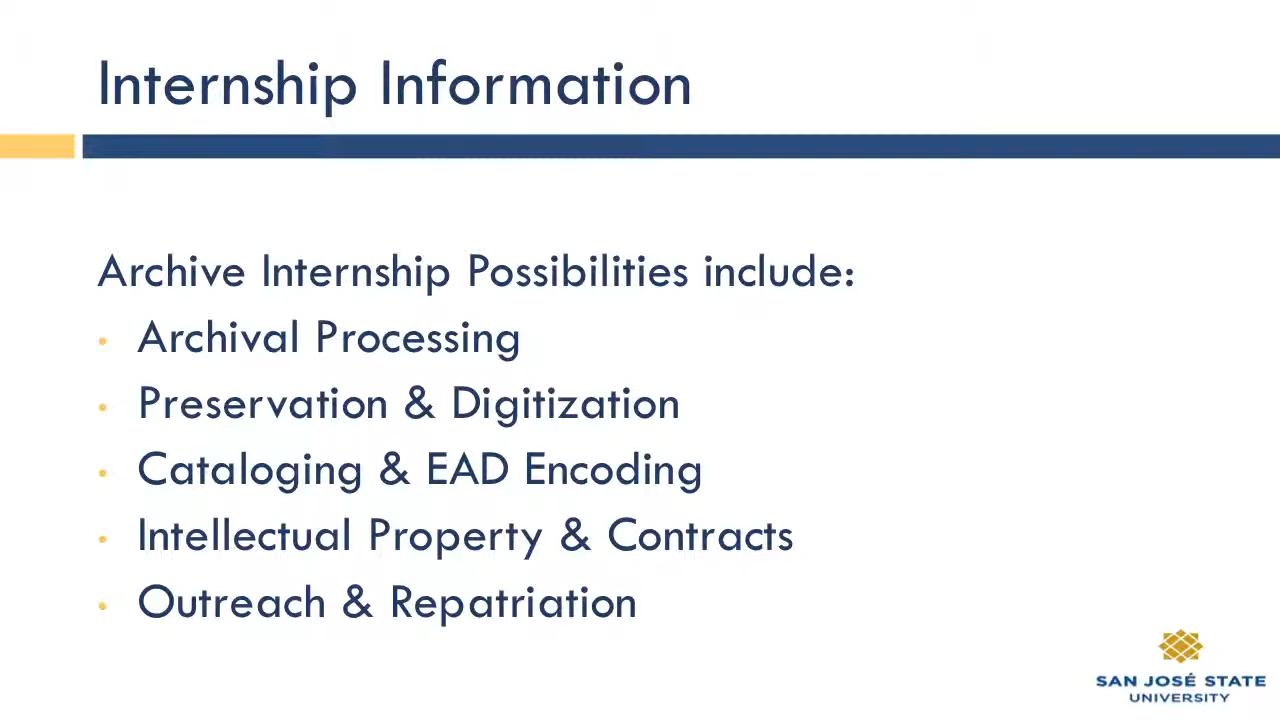 Internship Information
Archive Internship Possibilities include:
• Archival Processing
• Preservation & Digitization
• Cataloging & EAD Encoding
• Intellectual Property & Contracts
• Outreach & Repatriation
SAN JOSÉ STATE
UNIVERSITY